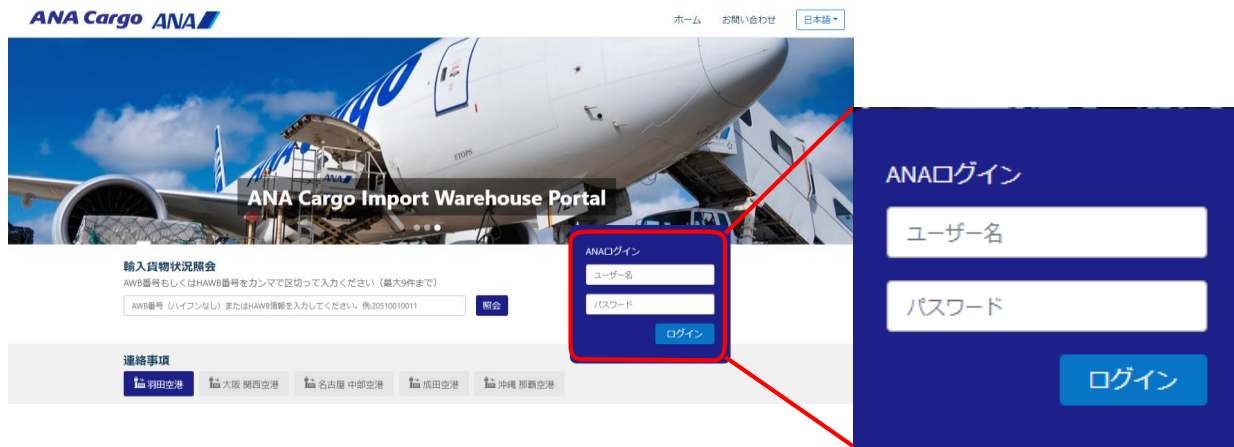 ANA Cargo ANA
ホーム お問い合わせ 日本語
ETOPS
ANA
ANA Cargo Import Warehouse Portal
輸入貨物状況照会
AWB番号もしくはHAWB番号をカンマで区切って入力ください（最大9件まで）
AWB番号（ハイフンなし）またはHAWB情報を入力してください。例:20510010011 照会
ANAログイン
ユーザー名
パスワード
ログイン
連絡事項
羽田空港 大阪 関西空港 名古屋 中部空港 成田空港 沖縄 那覇空港
ANAログイン
ユーザー名
パスワード
ログイン